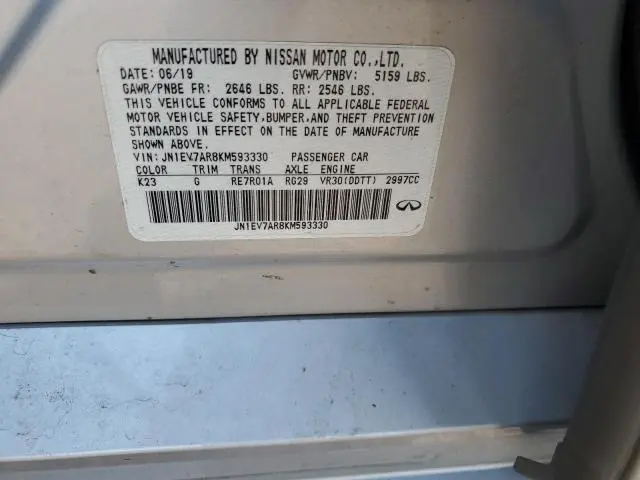 MANUFACTURED BY NISSAN MOTOR CO.,LTD.
DATE: 06/19 GVWR/PNBV: 5159 LBS.
GAWR/PNBE FR: 2646 LBS. RR: 2546 LBS.
THIS VEHICLE CONFORMS TO ALL APPLICABLE FEDERAL
MOTOR VEHICLE SAFETY,BUMPER,AND THEFT PREVENTION
STANDARDS IN EFFECT ON THE DATE OF MANUFACTURE
SHOWN ABOVE.
VIN: JN1EV7AR8KM593330 PASSENGER CAR
COLOR TRIM TRANS AXLE ENGINE
K23 G RE7R01A RG29 VR30(DDTT) 2997CC
JN1EV7AR8KM593330